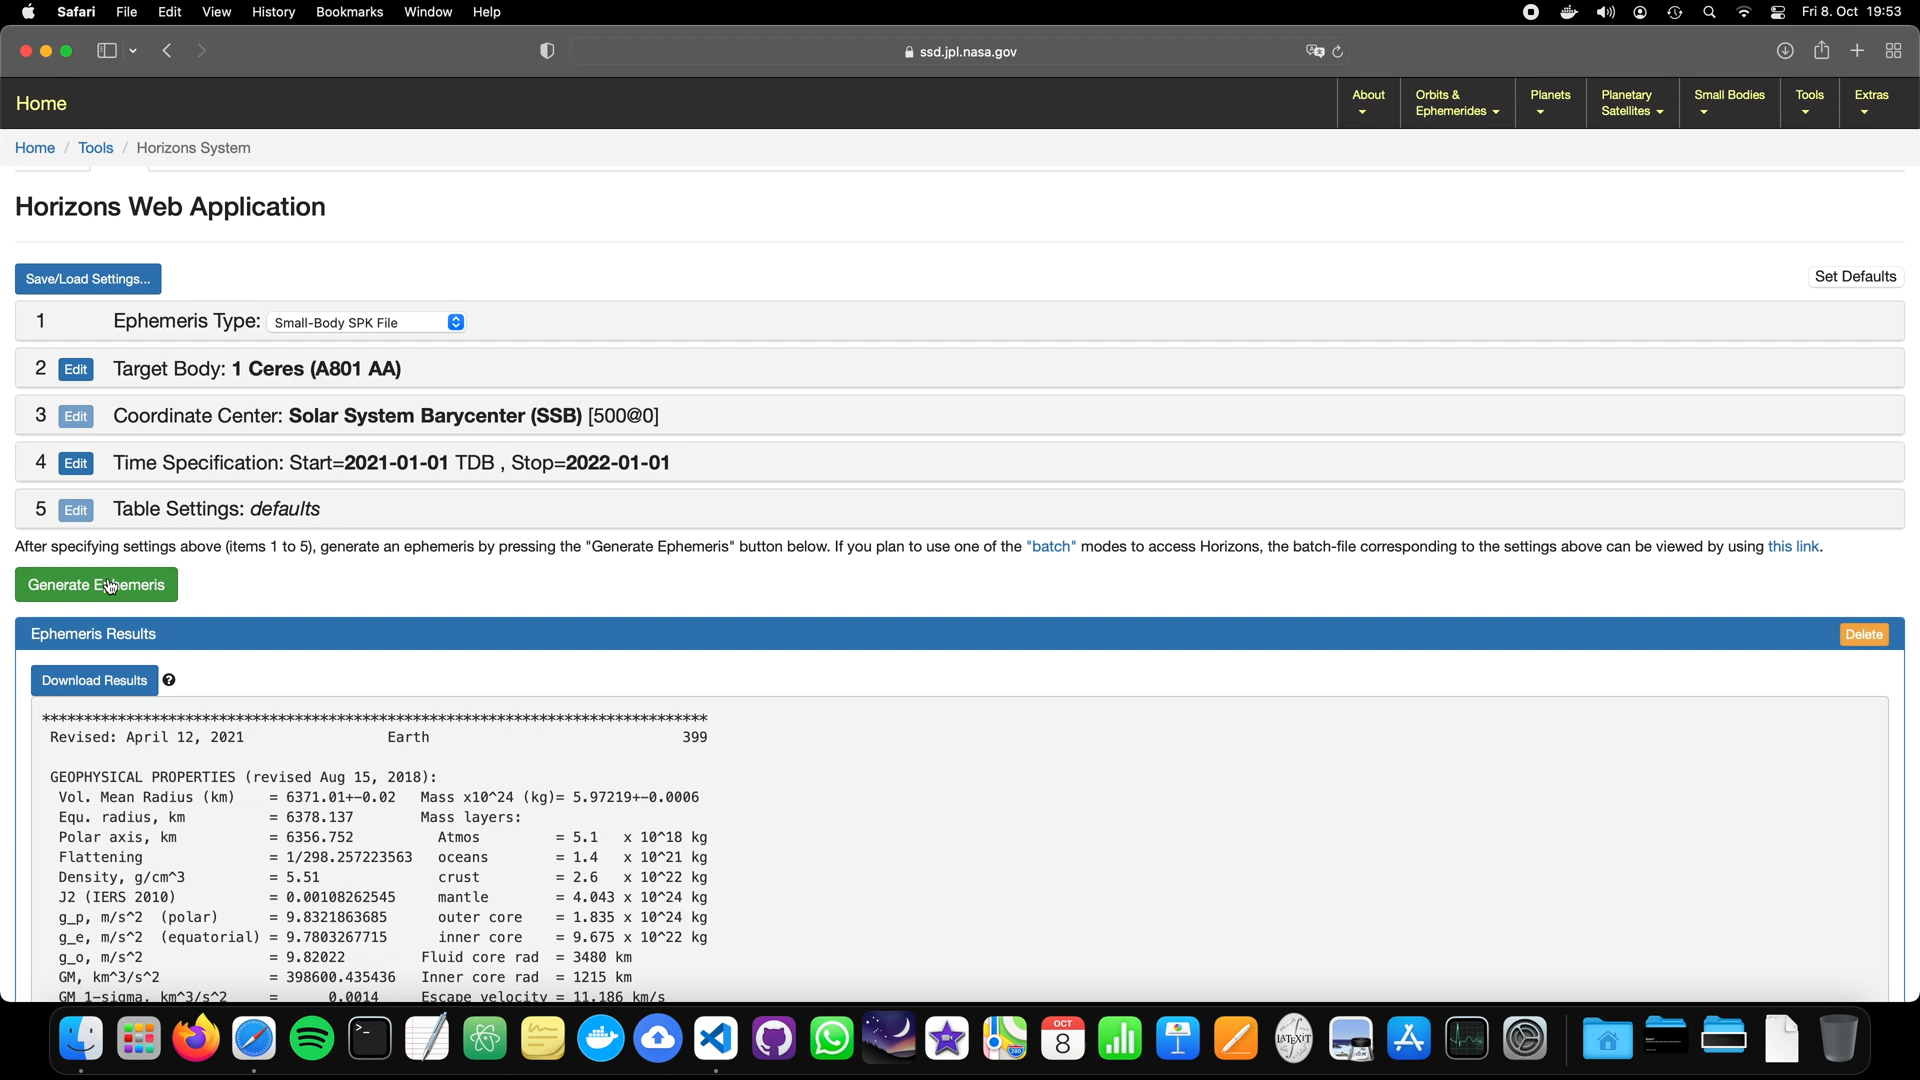 Safari File Edit View History Bookmarks Window Help Fri 8. Oct 19:53
ssd.jpl.nasa.gov
Home About Orbits & Ephemerides Planets Planetary Satellites Small Bodies Tools Extras
Home / Tools / Horizons System
Horizons Web Application
Save/Load Settings... Set Defaults
1 Ephemeris Type: Small-Body SPK File
2 Edit Target Body: 1 Ceres (A801 AA)
3 Edit Coordinate Center: Solar System Barycenter (SSB) [500@0]
4 Edit Time Specification: Start=2021-01-01 TDB , Stop=2022-01-01
5 Edit Table Settings: defaults
After specifying settings above (items 1 to 5), generate an ephemeris by pressing the "Generate Ephemeris" button below. If you plan to use one of the "batch" modes to access Horizons, the batch-file corresponding to the settings above can be viewed by using this link.
Generate Ephemeris
Ephemeris Results Delete
Download Results ?
*******************************************************************************
Revised: April 12, 2021 Earth 399
GEOPHYSICAL PROPERTIES (revised Aug 15, 2018):
Vol. Mean Radius (km) = 6371.01+-0.02 Mass x10^24 (kg)= 5.97219+-0.0006
Equ. radius, km = 6378.137 Mass layers:
Polar axis, km = 6356.752 Atmos = 5.1 x 10^18 kg
Flattening = 1/298.257223563 oceans = 1.4 x 10^21 kg
Density, g/cm^3 = 5.51 crust = 2.6 x 10^22 kg
J2 (IERS 2010) = 0.00108262545 mantle = 4.043 x 10^24 kg
g_p, m/s^2 (polar) = 9.8321863685 outer core = 1.835 x 10^24 kg
g_e, m/s^2 (equatorial) = 9.7803267715 inner core = 9.675 x 10^22 kg
g_o, m/s^2 = 9.82022 Fluid core rad = 3480 km
GM, km^3/s^2 = 398600.435436 Inner core rad = 1215 km
GM 1-sigma, km^3/s^2 = 0.0014 Escape velocity = 11.186 km/s
OCT
8
280
LATEXiT